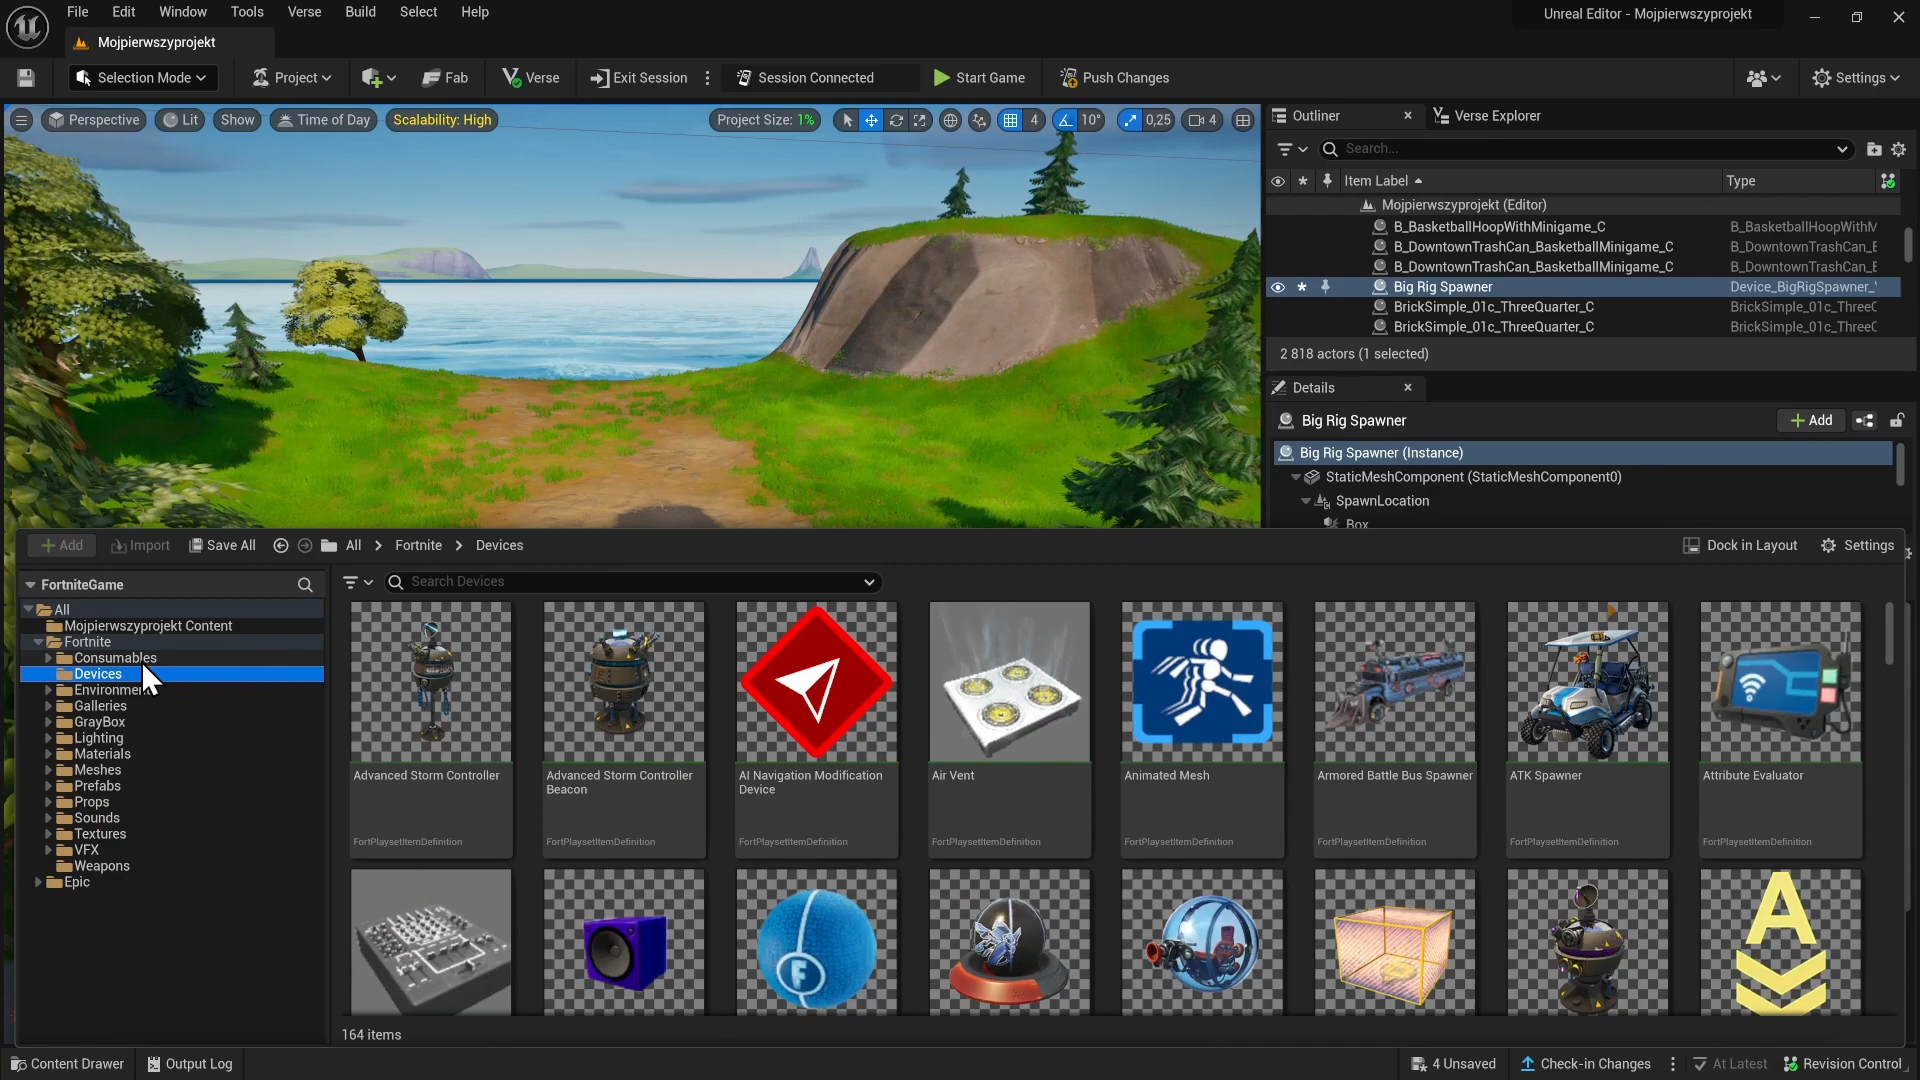 File Edit Window Tools Verse Build Select Help
Unreal Editor - Mojpierwszyprojekt
Mojpierwszyprojekt
Selection Mode
Project
Fab
Verse
Exit Session
Session Connected
Start Game
Push Changes
Settings
Perspective Lit Show Time of Day Scalability: High
Project Size: 1% 4 10° 0,25 4
Outliner
Verse Explorer
Search...
Item Label Type
Mojpierwszyprojekt (Editor)
B_BasketballHoopWithMinigame_C B_BasketballHoopWithM
B_DowntownTrashCan_BasketballMinigame_C B_DowntownTrashCan_E
B_DowntownTrashCan_BasketballMinigame_C B_DowntownTrashCan_E
Big Rig Spawner Device_BigRigSpawner_
BrickSimple_01c_ThreeQuarter_C BrickSimple_01c_ThreeC
BrickSimple_01c_ThreeQuarter_C BrickSimple_01c_ThreeC
2 818 actors (1 selected)
Details
Big Rig Spawner
Add
Big Rig Spawner (Instance)
StaticMeshComponent (StaticMeshComponent0)
SpawnLocation
Box
Add Import Save All All > Fortnite > Devices
Dock in Layout Settings
FortniteGame
Search Devices
All
Mojpierwszyprojekt Content
Fortnite
Consumables
Devices
Environmen
Galleries
GrayBox
Lighting
Materials
Meshes
Prefabs
Props
Sounds
Textures
VFX
Weapons
Epic
Advanced Storm Controller
FortPlaysetItemDefinition
Advanced Storm Controller
Beacon
FortPlaysetItemDefinition
AI Navigation Modification
Device
FortPlaysetItemDefinition
Air Vent
FortPlaysetItemDefinition
Animated Mesh
FortPlaysetItemDefinition
Armored Battle Bus Spawner
FortPlaysetItemDefinition
ATK Spawner
FortPlaysetItemDefinition
Attribute Evaluator
FortPlaysetItemDefinition
F
A
164 items
Content Drawer
Output Log
4 Unsaved
Check-in Changes
At Latest
Revision Control